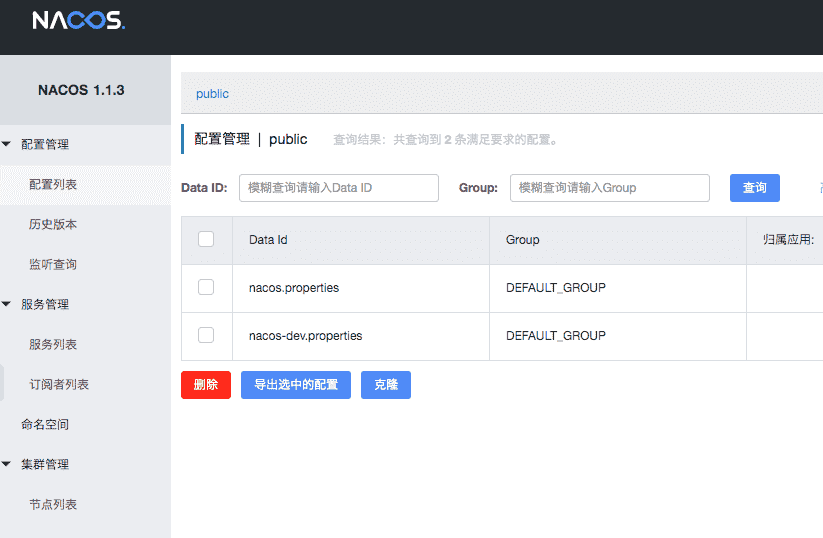 NACOS.
NACOS 1.1.3
public
配置管理 | public 查询结果：共查询到 2 条满足要求的配置。
Data ID: 模糊查询请输入Data ID Group: 模糊查询请输入Group 查询
Data Id Group 归属应用:
nacos.properties DEFAULT_GROUP
nacos-dev.properties DEFAULT_GROUP
删除 导出选中的配置 克隆
配置管理
配置列表
历史版本
监听查询
服务管理
服务列表
订阅者列表
命名空间
集群管理
节点列表